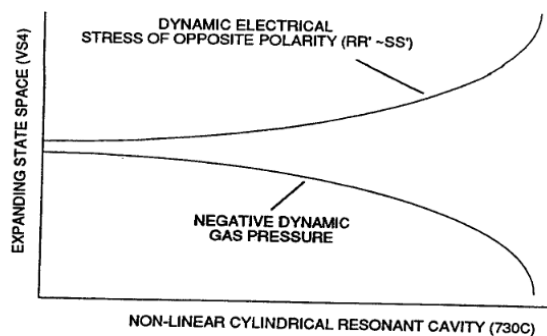 DYNAMIC ELECTRICAL
STRESS OF OPPOSITE POLARITY (RR' ~SS')
EXPANDING STATE SPACE (VS4)
NEGATIVE DYNAMIC
GAS PRESSURE
NON-LINEAR CYLINDRICAL RESONANT CAVITY (730C)